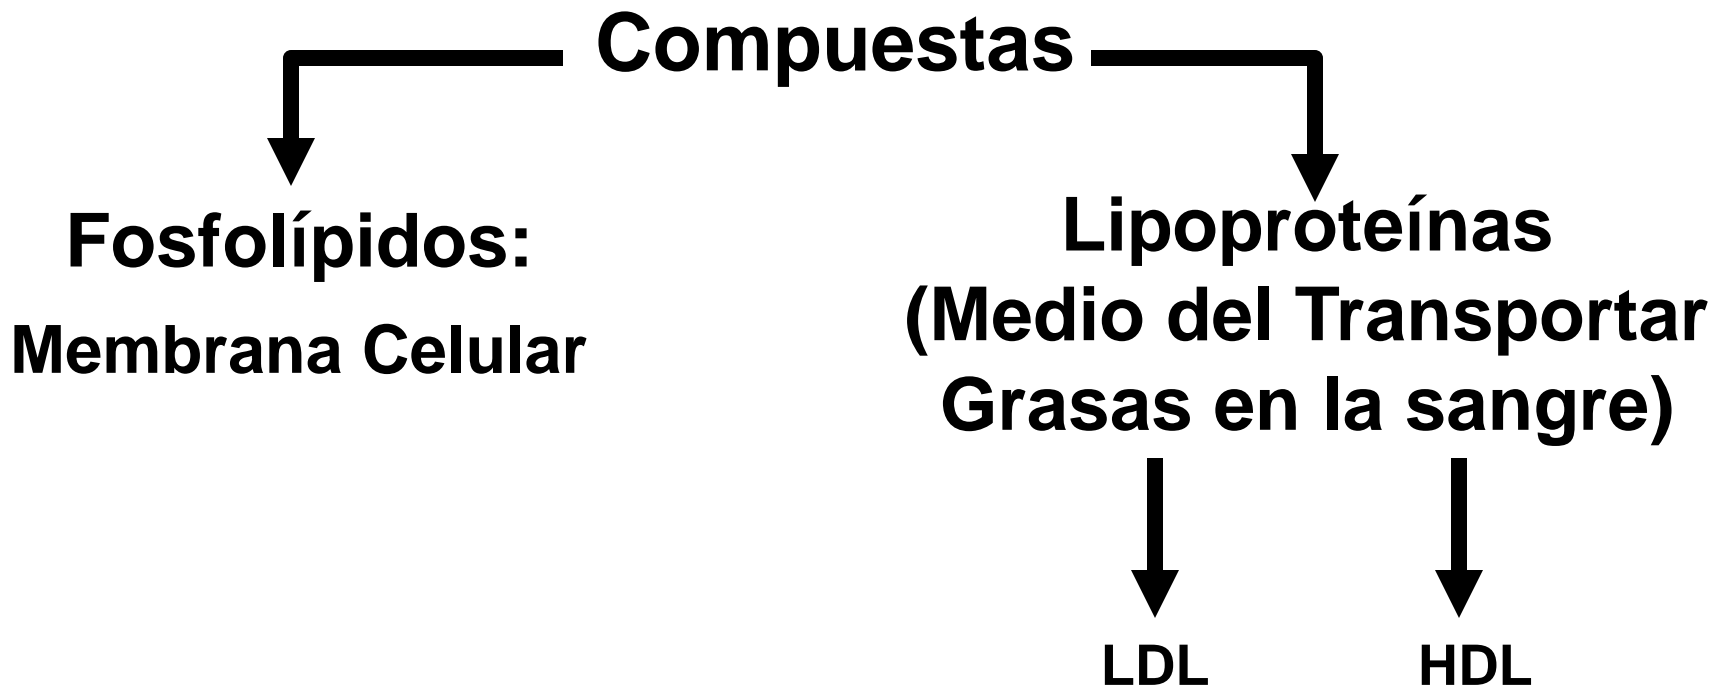 Compuestas
Fosfolípidos:
Membrana Celular
Lipoproteínas
(Medio del Transportar
Grasas en la sangre)
LDL
HDL